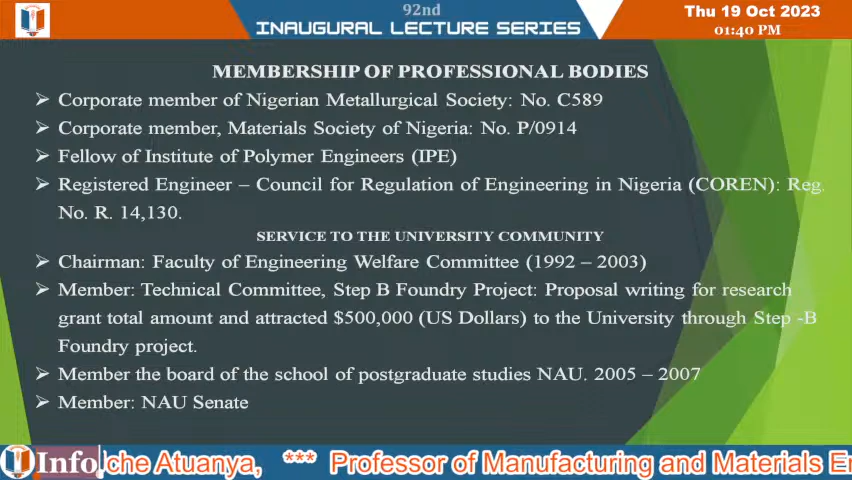 92nd
INAUGURAL LECTURE SERIES
Thu 19 Oct 2023
01:40 PM
MEMBERSHIP OF PROFESSIONAL BODIES
➢ Corporate member of Nigerian Metallurgical Society: No. C589
➢ Corporate member, Materials Society of Nigeria: No. P/0914
➢ Fellow of Institute of Polymer Engineers (IPE)
➢ Registered Engineer – Council for Regulation of Engineering in Nigeria (COREN): Reg.
No. R. 14,130.
SERVICE TO THE UNIVERSITY COMMUNITY
➢ Chairman: Faculty of Engineering Welfare Committee (1992 – 2003)
➢ Member: Technical Committee, Step B Foundry Project: Proposal writing for research
grant total amount and attracted $500,000 (US Dollars) to the University through Step -B
Foundry project.
➢ Member the board of the school of postgraduate studies NAU. 2005 – 2007
➢ Member: NAU Senate
Info che Atuanya, *** Professor of Manufacturing and Materials En